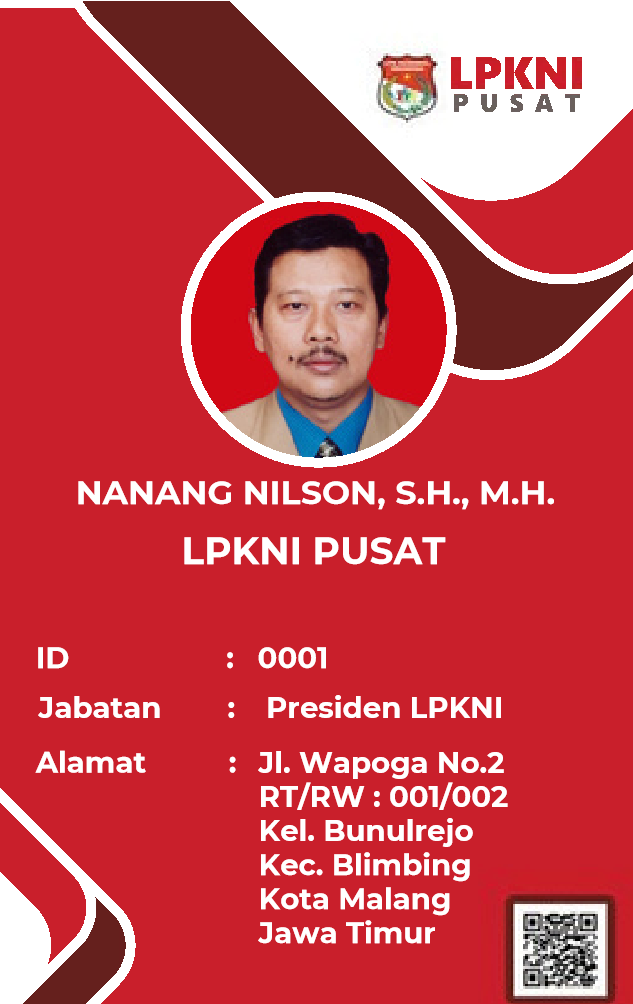 LPKNI
PUSAT
NANANG NILSON, S.H., M.H.
LPKNI PUSAT
ID : 0001
Jabatan : Presiden LPKNI
Alamat : Jl. Wapoga No.2
RT/RW : 001/002
Kel. Bunulrejo
Kec. Blimbing
Kota Malang
Jawa Timur